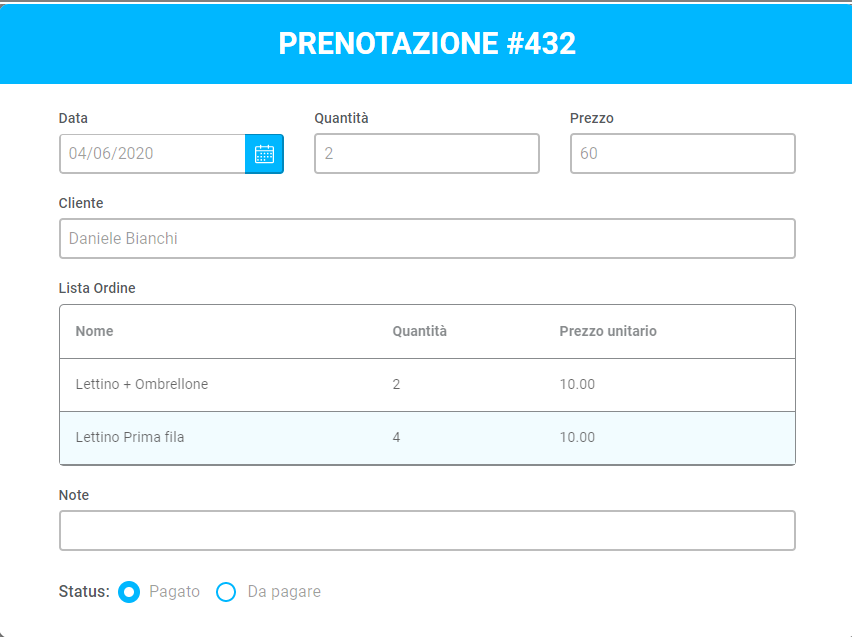 PRENOTAZIONE #432
Data Quantità Prezzo
04/06/2020 2 60
Cliente
Daniele Bianchi
Lista Ordine
Nome Quantità Prezzo unitario
Lettino + Ombrellone 2 10.00
Lettino Prima fila 4 10.00
Note
Status: Pagato Da pagare